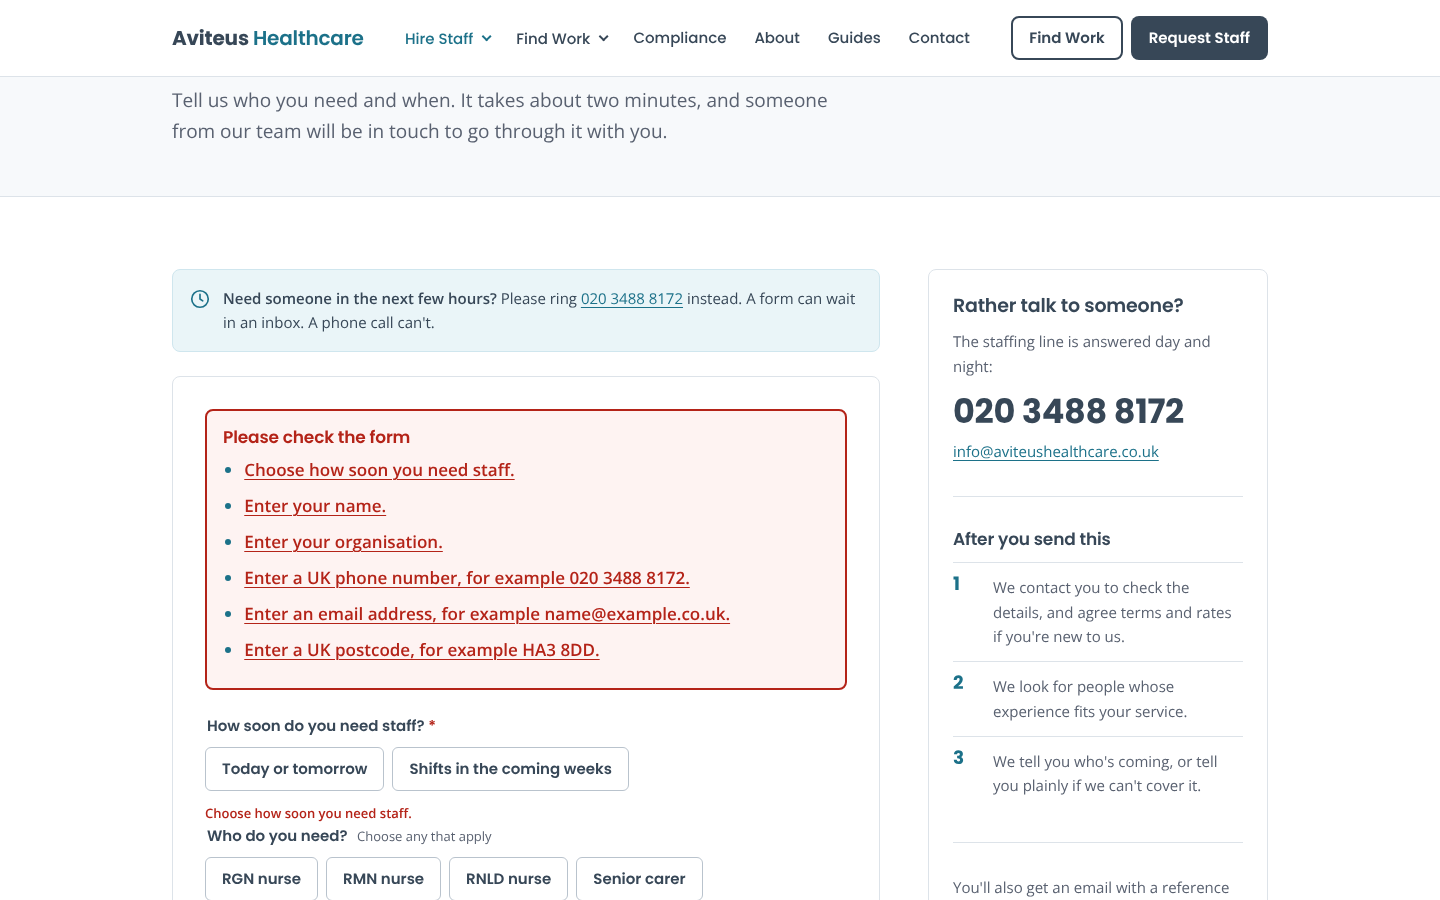 Aviteus Healthcare
Hire Staff
Find Work
Compliance
About
Guides
Contact
Find Work
Request Staff
Tell us who you need and when. It takes about two minutes, and someone
from our team will be in touch to go through it with you.
Need someone in the next few hours? Please ring 020 3488 8172 instead. A form can wait
in an inbox. A phone call can't.
Please check the form
Choose how soon you need staff.
Enter your name.
Enter your organisation.
Enter a UK phone number, for example 020 3488 8172.
Enter an email address, for example name@example.co.uk.
Enter a UK postcode, for example HA3 8DD.
How soon do you need staff? *
Today or tomorrow
Shifts in the coming weeks
Choose how soon you need staff.
Who do you need? Choose any that apply
RGN nurse
RMN nurse
RNLD nurse
Senior carer
Rather talk to someone?
The staffing line is answered day and
night:
020 3488 8172
info@aviteushealthcare.co.uk
After you send this
1
We contact you to check the
details, and agree terms and rates
if you're new to us.
2
We look for people whose
experience fits your service.
3
We tell you who's coming, or tell
you plainly if we can't cover it.
You'll also get an email with a reference